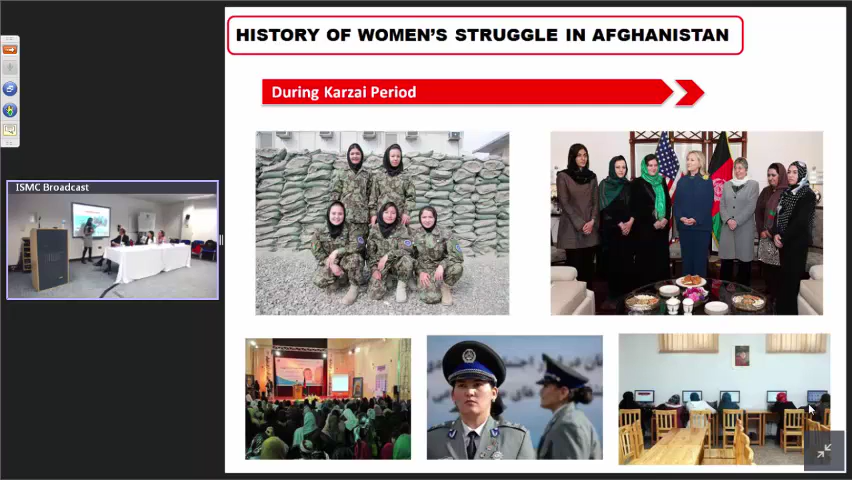 HISTORY OF WOMEN'S STRUGGLE IN AFGHANISTAN
During Karzai Period
ISMC Broadcast